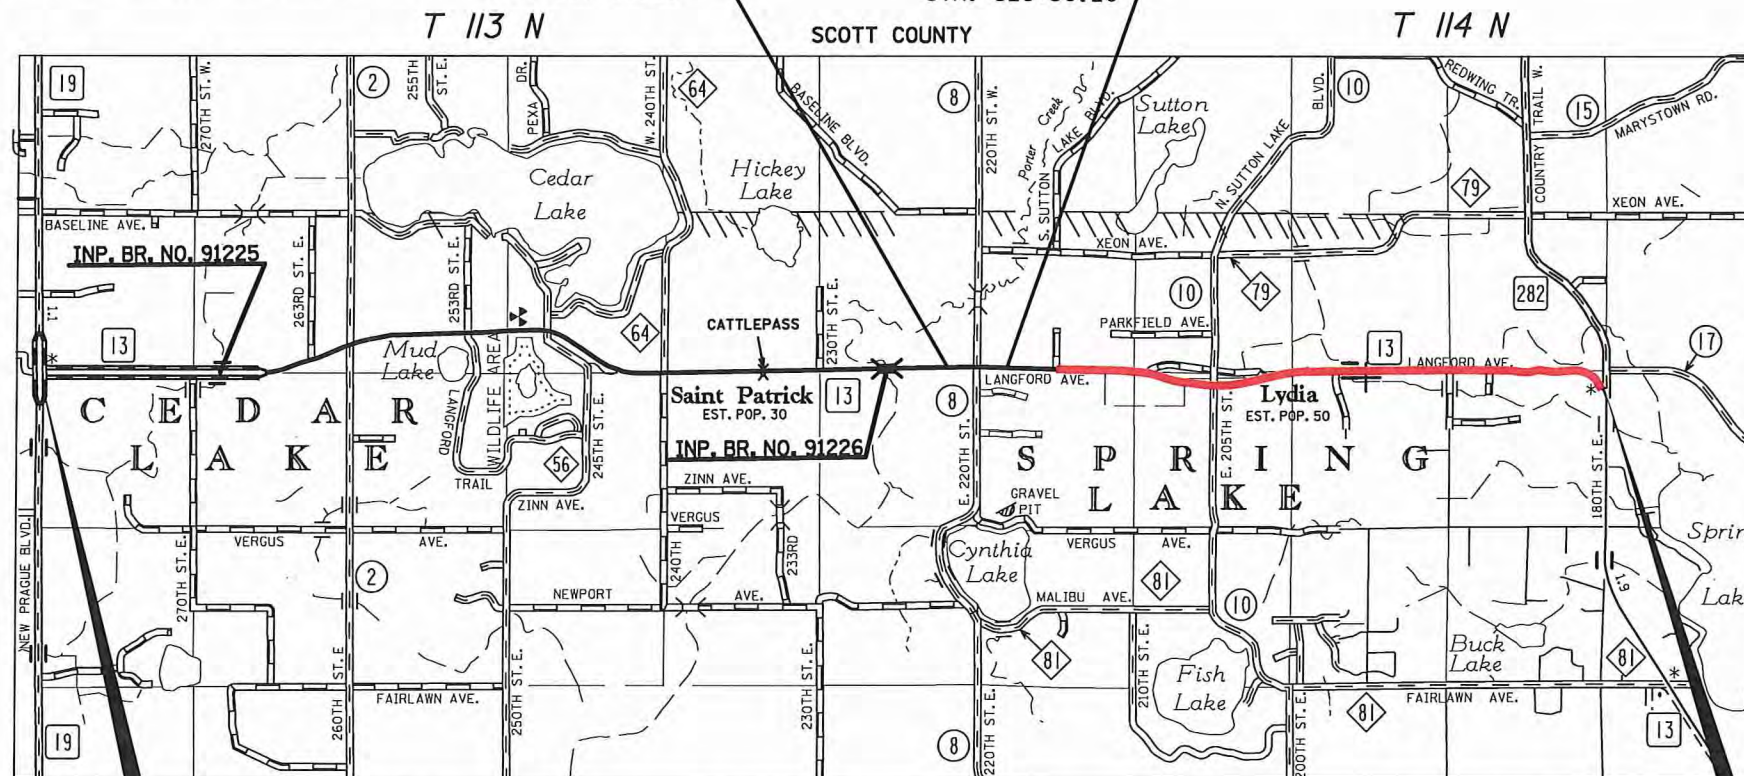 T 113 N
SCOTT COUNTY
T 114 N
19
270TH ST. W.
2
255TH
ST. E.
PEXA
DR.
W. 240TH ST.
64
BASELINE BLVD.
8
220TH ST. W.
Porter
Creek
S. SUTTON
LAKE BLVD.
Sutton
Lake
N. SUTTON LAKE
BLVD.
10
REDWING TR.
COUNTRY
TRAIL W.
15
MARYSTOWN RD.
Cedar
Lake
Hickey
Lake
79
XEON AVE.
BASELINE AVE.
INP. BR. NO. 91225
263RD ST. E.
253RD ST. E.
XEON AVE.
79
10
282
13
Mud
Lake
WILDLIFE AREA
64
CATTLEPASS
230TH ST. E.
PARKFIELD AVE.
13
LANGFORD AVE.
17
LANGFORD AVE.
Saint Patrick
EST. POP. 30
13
8
Lydia
EST. POP. 50
CEDAR
LAKE
LANGFORD
TRAIL
56
245TH ST. E.
INP. BR. NO. 91226
E. 220TH ST.
SPRING
LAKE
E. 205TH ST.
180TH ST. E.
ZINN AVE.
ZINN AVE.
GRAVEL
PIT
NEW PRAGUE BLVD.
270TH ST. E.
VERGUS
AVE.
VERGUS
240TH
233RD
Cynthia
Lake
VERGUS
AVE.
Sprin
Lak
2
NEWPORT
AVE.
MALIBU
AVE.
81
10
1.9
81
210TH ST. E.
Fish
Lake
Buck
Lake
81
260TH ST. E
FAIRLAWN AVE.
250TH ST. E.
230TH ST. E.
220TH ST. E.
FAIRLAWN AVE.
81
200TH ST. E.
13
19
8